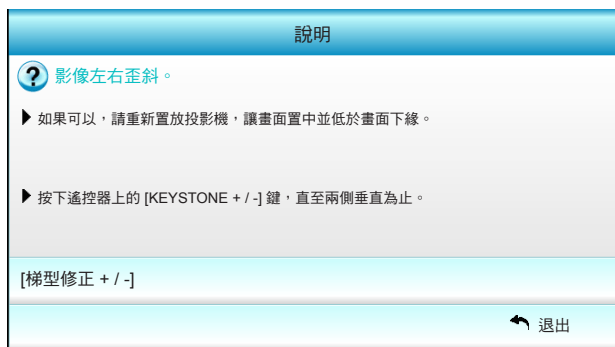 說明
影像左右歪斜。
如果可以，請重新置放投影機，讓畫面置中並低於畫面下緣。
按下遙控器上的 [KEYSTONE + / -] 鍵，直至兩側垂直為止。
[梯型修正 + / -]
退出